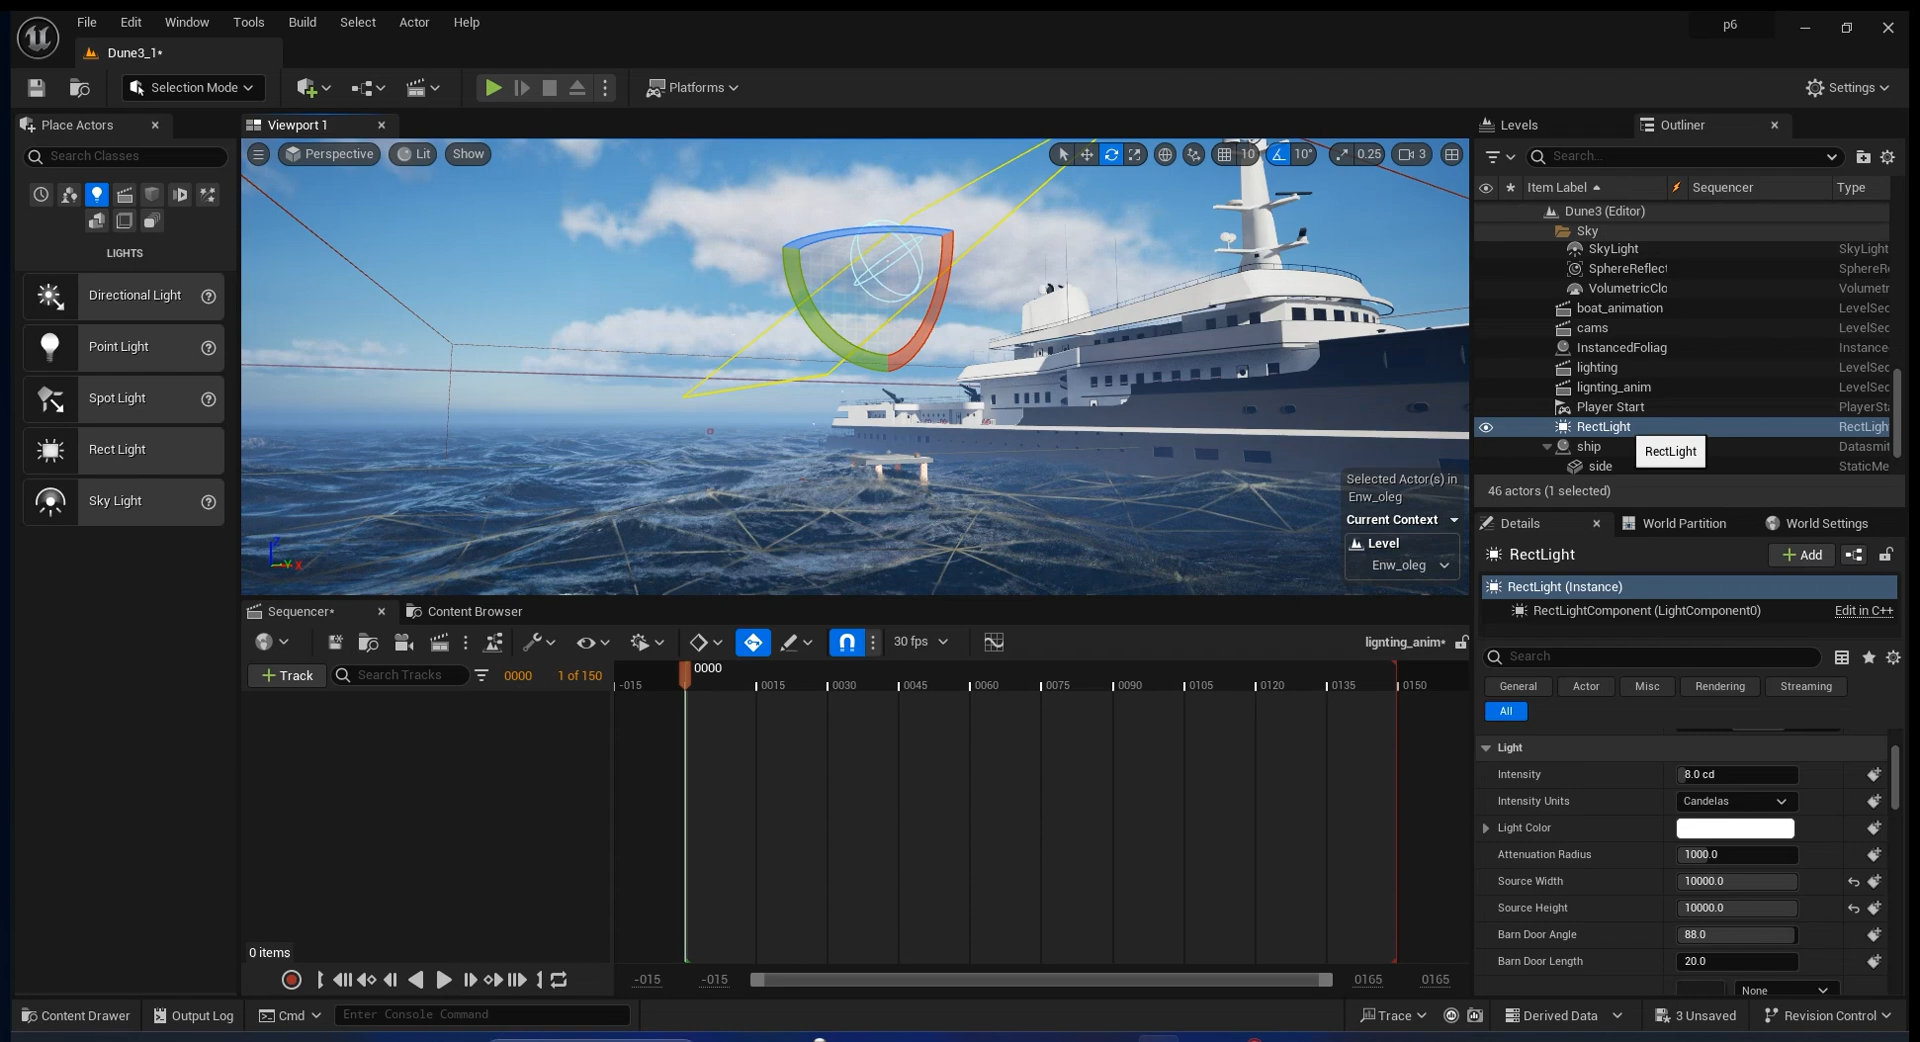 File Edit Window Tools Build Select Actor Help
p6
Dune3_1*
Selection Mode
Platforms
Settings
Place Actors
Viewport 1
Levels
Outliner
Search Classes
Perspective
Lit
Show
10
10°
0.25
3
Search...
Item Label
Sequencer
Type
Dune3 (Editor)
Sky
SkyLight SkyLight
SphereReflect SphereRe
VolumetricClo Volumetr
boat_animation LevelSec
cams LevelSec
InstancedFoliag Instance
lighting LevelSec
lignting_anim LevelSec
Player Start PlayerSta
RectLight RectLigh
ship Datasmit
RectLight
side StaticMe
46 actors (1 selected)
LIGHTS
Directional Light
Point Light
Spot Light
Rect Light
Sky Light
Selected Actor(s) in
Enw_oleg
Current Context
Level
Enw_oleg
Z
Y X
Details
World Partition
World Settings
RectLight
+ Add
RectLight (Instance)
RectLightComponent (LightComponent0)
Edit in C++
Search
General Actor Misc Rendering Streaming
All
Light
Intensity 8.0 cd
Intensity Units Candelas
Light Color
Attenuation Radius 1000.0
Source Width 10000.0
Source Height 10000.0
Barn Door Angle 88.0
Barn Door Length 20.0
None
Sequencer*
Content Browser
30 fps
lignting_anim*
+ Track
Search Tracks
0000
1 of 150
0000
-015 0015 0030 0045 0060 0075 0090 0105 0120 0135 0150
0 items
-015 -015 0165 0165
Content Drawer
Output Log
Cmd
Enter Console Command
Trace
Derived Data
3 Unsaved
Revision Control